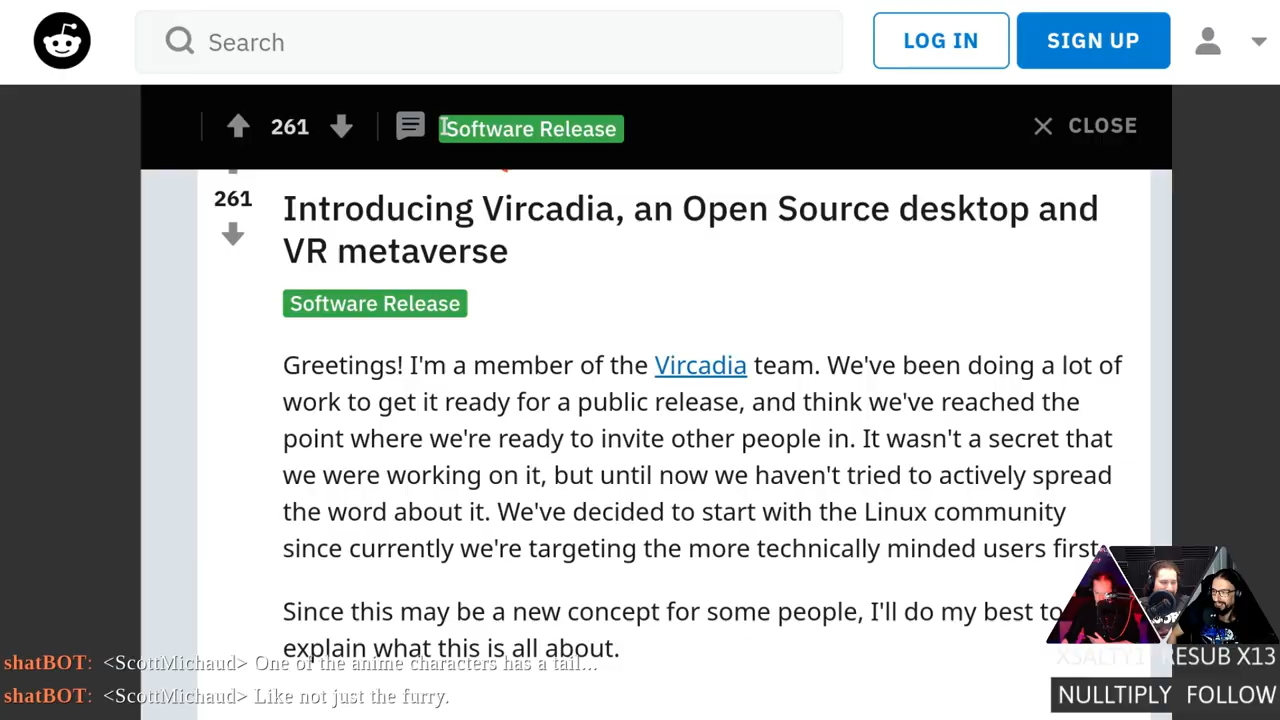 Search
LOG IN
SIGN UP
261
Software Release
CLOSE
261
Introducing Vircadia, an Open Source desktop and
VR metaverse
Software Release
Greetings! I'm a member of the Vircadia team. We've been doing a lot of
work to get it ready for a public release, and think we've reached the
point where we're ready to invite other people in. It wasn't a secret that
we were working on it, but until now we haven't tried to actively spread
the word about it. We've decided to start with the Linux community
since currently we're targeting the more technically minded users first.
Since this may be a new concept for some people, I'll do my best to
explain what this is all about.
shatBOT: <ScottMichaud> One of the anime characters has a tail...
shatBOT: <ScottMichaud> Like not just the furry.
XSALTY1 RESUB X13
NULLTIPLY FOLLOW